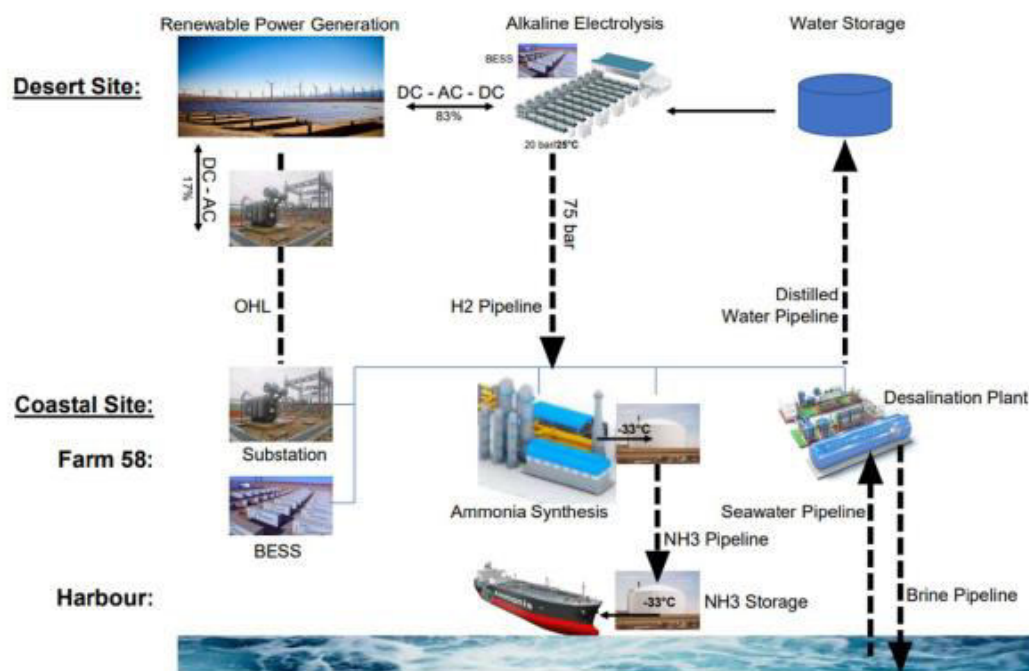 Renewable Power Generation
Alkaline Electrolysis
Water Storage
Desert Site:
BESS
DC - AC - DC
83%
20 bar/25°C
DC - AC
17%
75 bar
OHL
H2 Pipeline
Distilled
Water Pipeline
Coastal Site:
Desalination Plant
-33°C
Farm 58:
Substation
Ammonia Synthesis
Seawater Pipeline
BESS
NH3 Pipeline
Harbour:
Ammonia
-33°C
NH3 Storage
Brine Pipeline